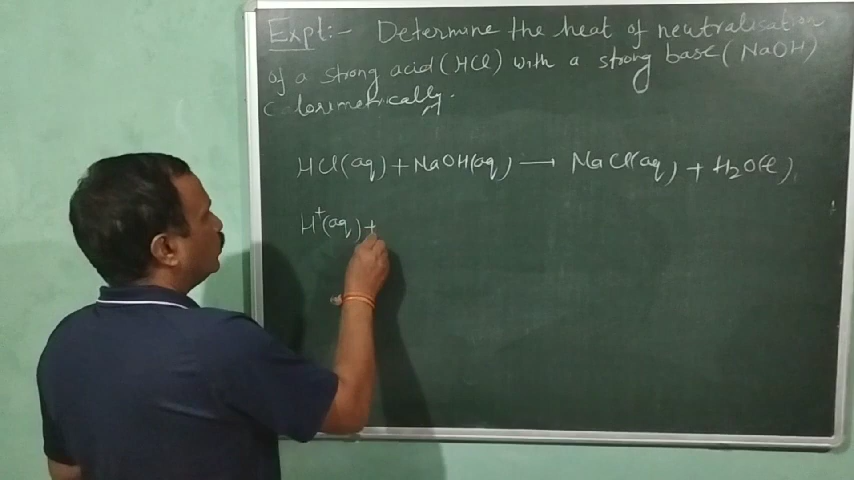 Expt:- Determine the heat of neutralisation
of a strong acid (HCl) with a strong base (NaOH)
Calorimetrically.
HCl(aq) + NaOH(aq) ⟶ NaCl(aq) + H₂O(l)
H⁺(aq) +